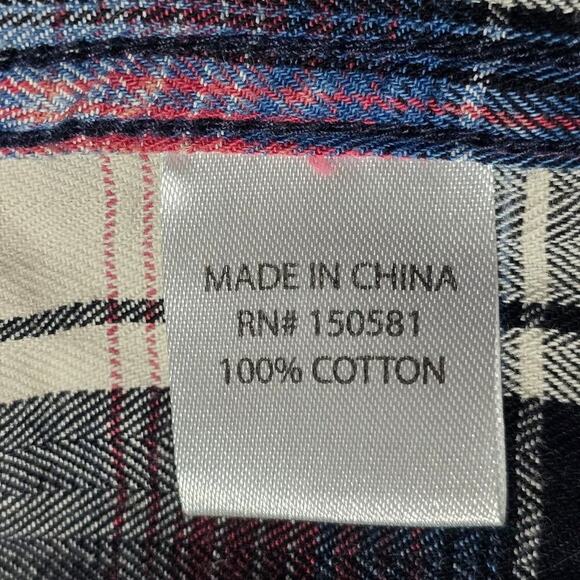 MADE IN CHINA
RN# 150581
100% COTTON